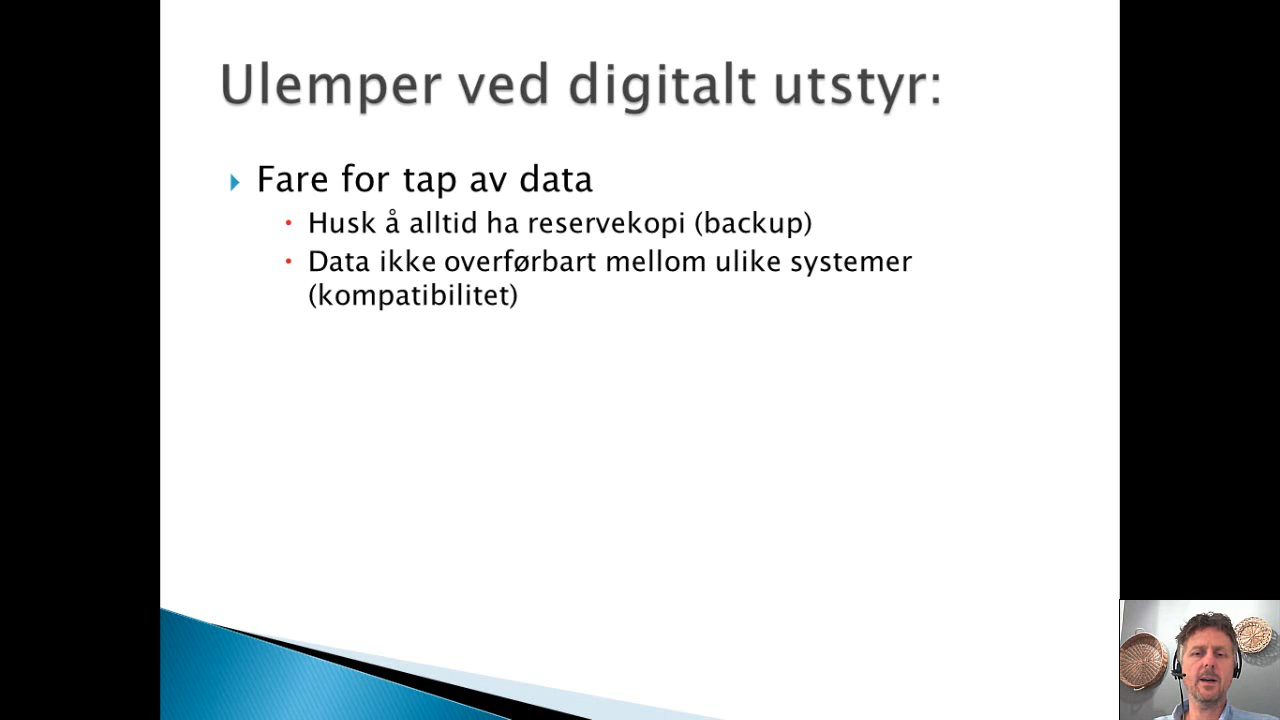 Ulemper ved digitalt utstyr:
Fare for tap av data
Husk å alltid ha reservekopi (backup)
Data ikke overførbart mellom ulike systemer
(kompatibilitet)